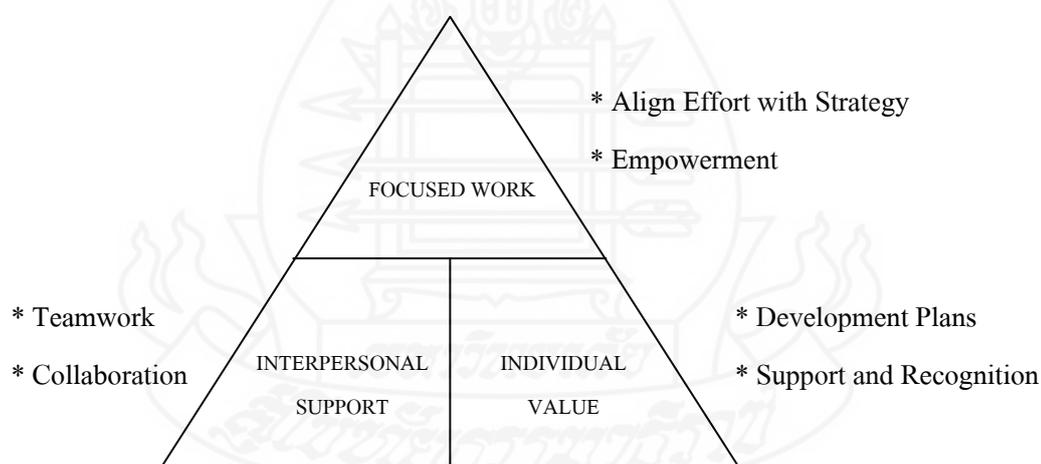 * Align Effort with Strategy
* Empowerment
FOCUSED WORK
* Teamwork
* Collaboration
INTERPERSONAL
SUPPORT
INDIVIDUAL
VALUE
* Development Plans
* Support and Recognition